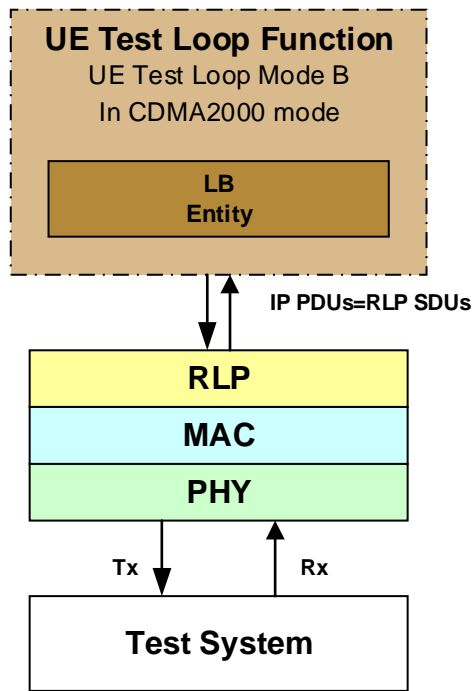 UE Test Loop Function
UE Test Loop Mode B
In CDMA2000 mode
LB
Entity
IP PDUs=RLP SDUs
RLP
MAC
PHY
Tx
Rx
Test System